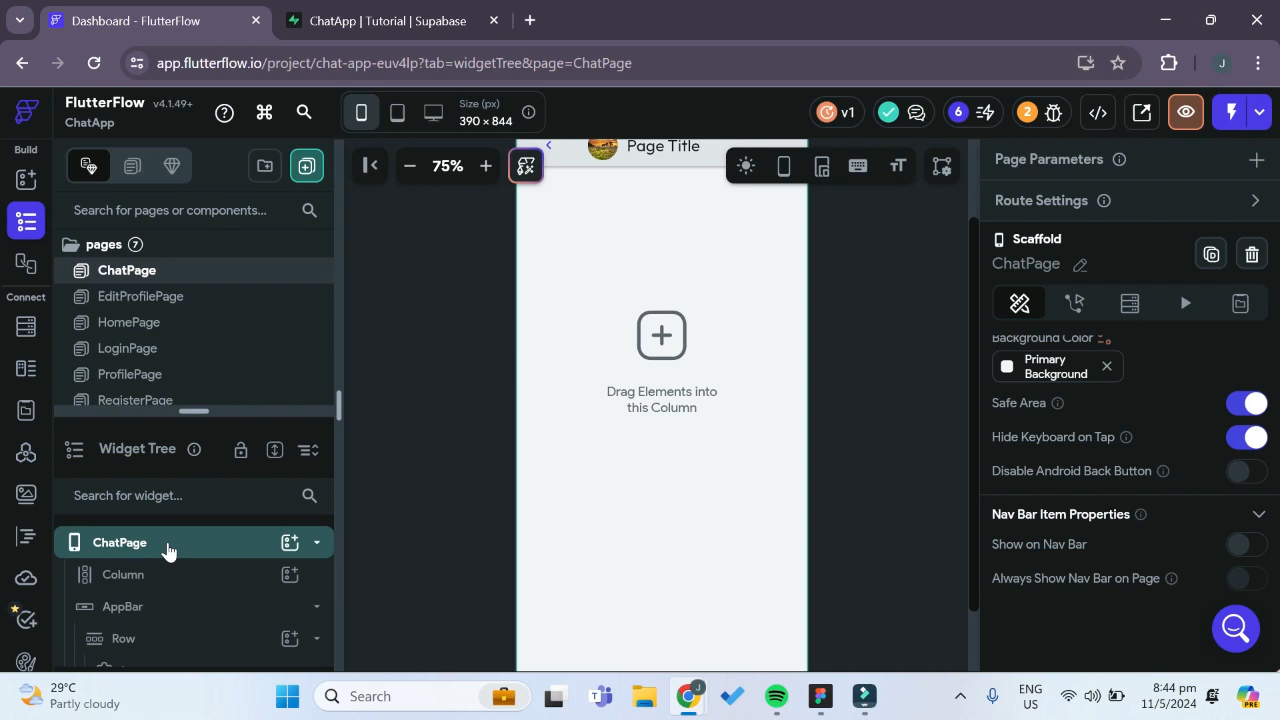 Dashboard - FlutterFlow
ChatApp | Tutorial | Supabase
app.flutterflow.io/project/chat-app-euv4lp?tab=widgetTree&page=ChatPage
J
FlutterFlow v4.1.49+
ChatApp
Size (px)
390 × 844
v1
6
2
Build
Connect
75%
Page Title
Search for pages or components...
pages 7
ChatPage
EditProfilePage
HomePage
LoginPage
ProfilePage
RegisterPage
Widget Tree
Search for widget...
ChatPage
Column
AppBar
Row
Drag Elements into
this Column
Page Parameters
Route Settings
Scaffold
ChatPage
Background Color
Primary
Background
Safe Area
Hide Keyboard on Tap
Disable Android Back Button
Nav Bar Item Properties
Show on Nav Bar
Always Show Nav Bar on Page
29°C
Partly cloudy
Search
J
ENG
US
8:44 pm
11/5/2024
PRE